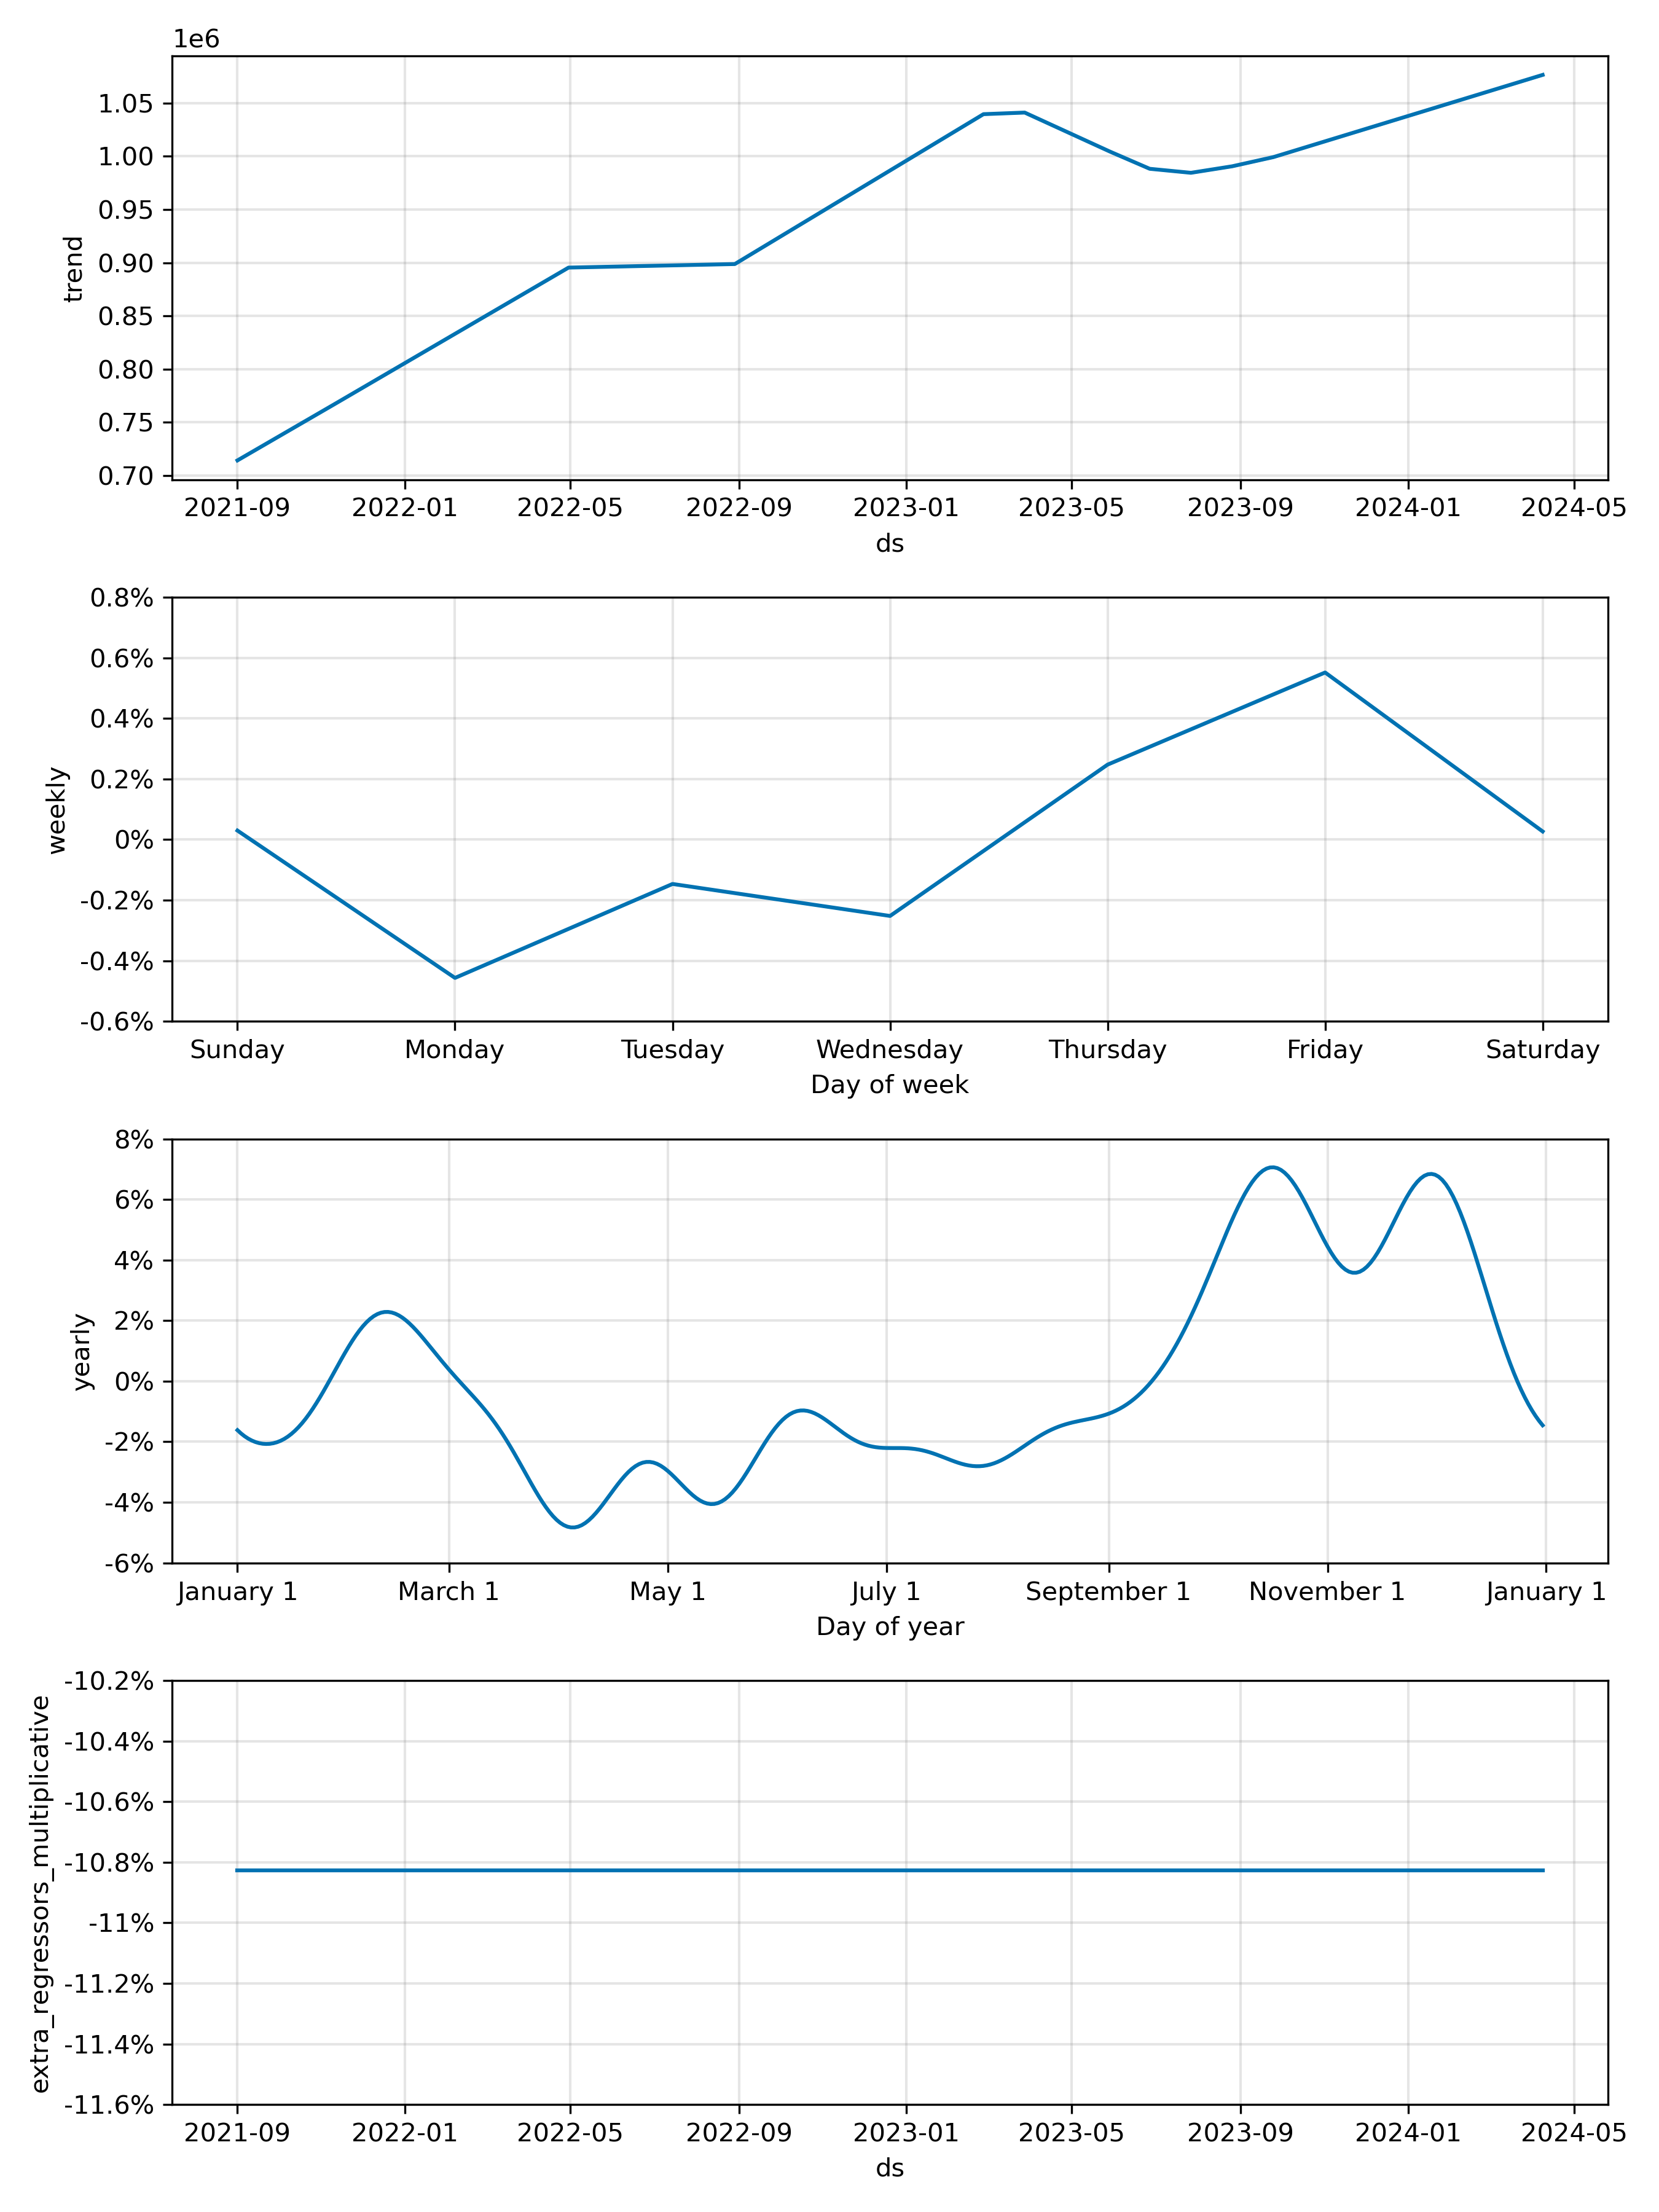 1e6
1.05
1.00
0.95
0.90
0.85
0.80
0.75
0.70
trend
2021-09 2022-01 2022-05 2022-09 2023-01 2023-05 2023-09 2024-01 2024-05
ds
0.8%
0.6%
0.4%
0.2%
0%
-0.2%
-0.4%
-0.6%
weekly
Sunday Monday Tuesday Wednesday Thursday Friday Saturday
Day of week
8%
6%
4%
2%
0%
-2%
-4%
-6%
yearly
January 1 March 1 May 1 July 1 September 1 November 1 January 1
Day of year
-10.2%
-10.4%
-10.6%
-10.8%
-11%
-11.2%
-11.4%
-11.6%
extra_regressors_multiplicative
2021-09 2022-01 2022-05 2022-09 2023-01 2023-05 2023-09 2024-01 2024-05
ds